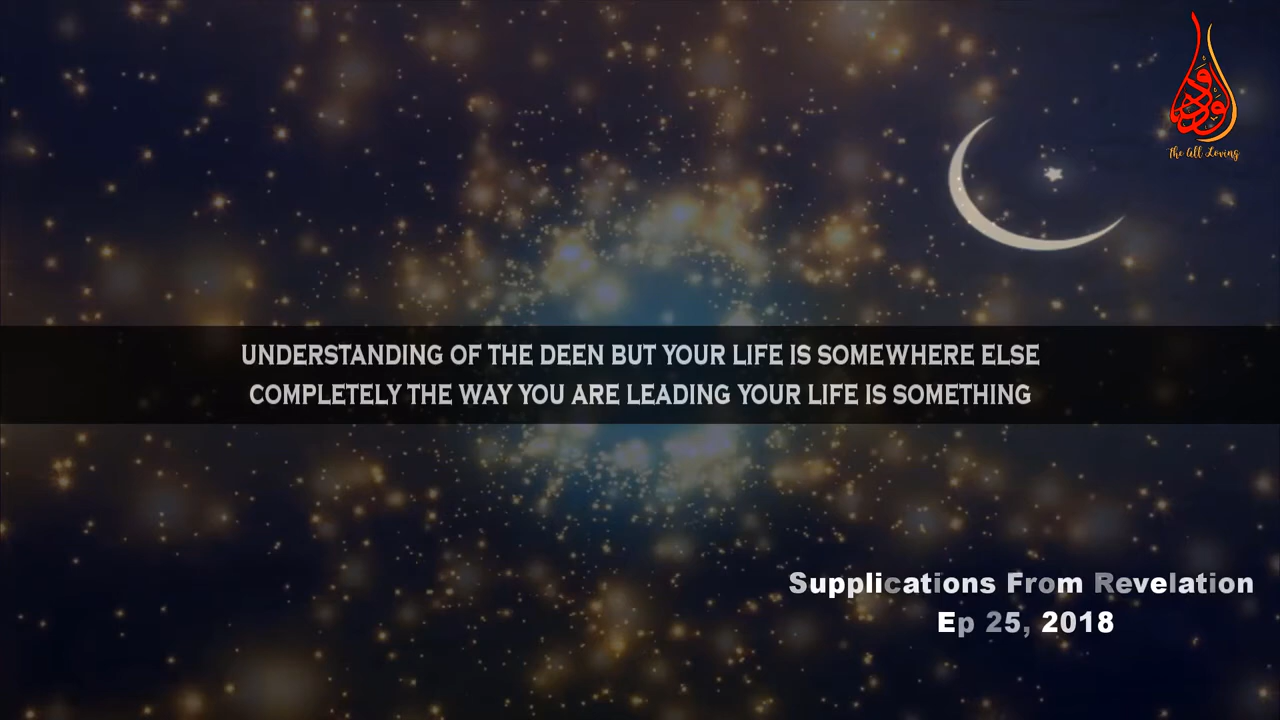 الودود
The All Loving
UNDERSTANDING OF THE DEEN BUT YOUR LIFE IS SOMEWHERE ELSE
COMPLETELY THE WAY YOU ARE LEADING YOUR LIFE IS SOMETHING
Supplications From Revelation
Ep 25, 2018